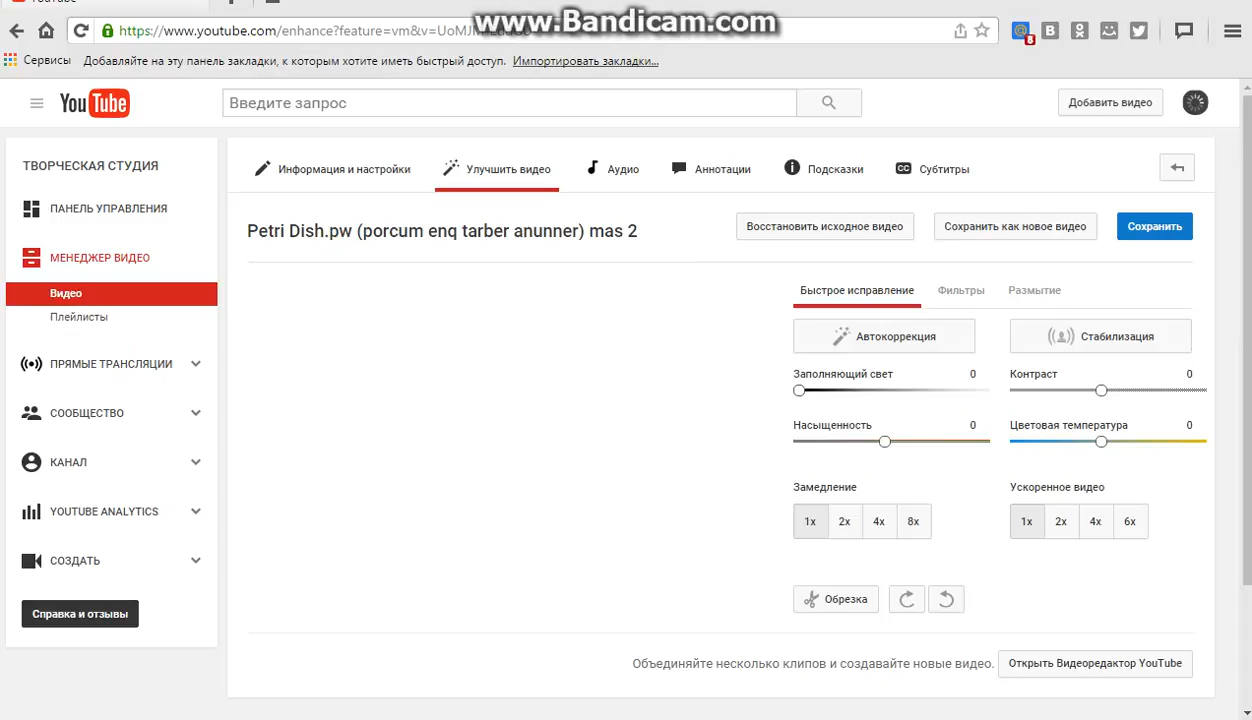 YouTube
www.Bandicam.com
https://www.youtube.com/enhance?feature=vm&v=UoMJM
Сервисы Добавляйте на эту панель закладки, к которым хотите иметь быстрый доступ. Импортировать закладки...
YouTube Введите запрос Добавить видео
ТВОРЧЕСКАЯ СТУДИЯ
ПАНЕЛЬ УПРАВЛЕНИЯ
МЕНЕДЖЕР ВИДЕО
Видео
Плейлисты
ПРЯМЫЕ ТРАНСЛЯЦИИ
СООБЩЕСТВО
КАНАЛ
YOUTUBE ANALYTICS
СОЗДАТЬ
Справка и отзывы
Информация и настройки Улучшить видео Аудио Аннотации Подсказки CC Субтитры
Petri Dish.pw (porcum enq tarber anunner) mas 2
Восстановить исходное видео Сохранить как новое видео Сохранить
Быстрое исправление Фильтры Размытие
Автокоррекция Стабилизация
Заполняющий свет 0 Контраст 0
Насыщенность 0 Цветовая температура 0
Замедление Ускоренное видео
1x 2x 4x 8x 1x 2x 4x 6x
Обрезка
Объединяйте несколько клипов и создавайте новые видео. Открыть Видеоредактор YouTube